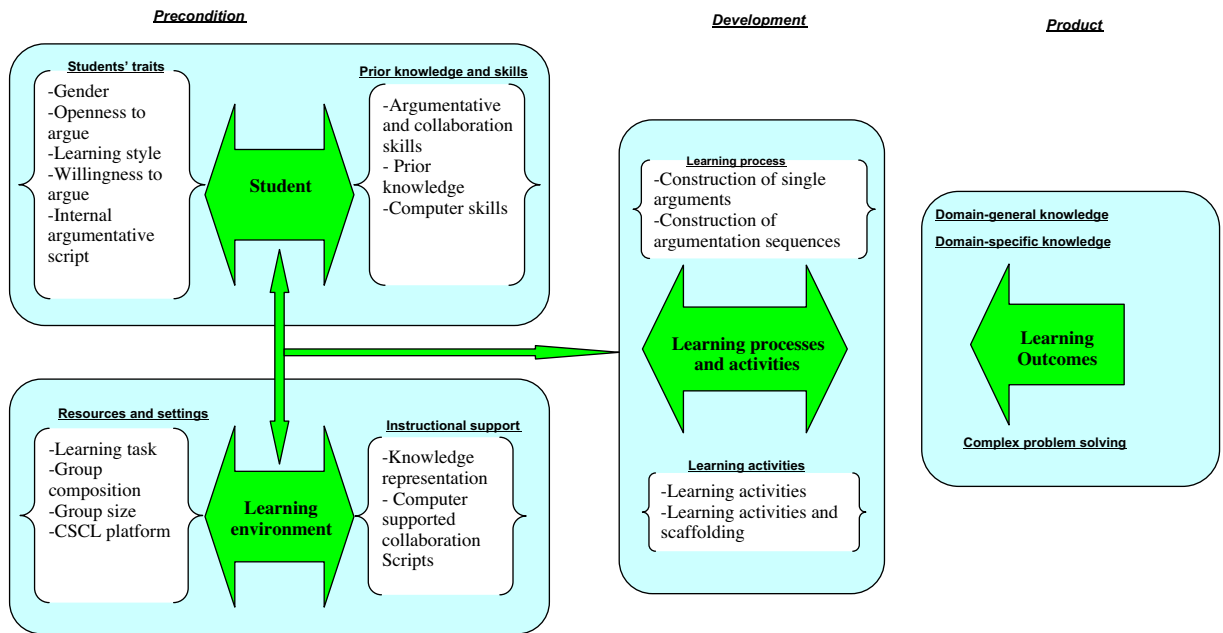 Precondition
Development
Product
Students' traits
-Gender
-Openness to
argue
-Learning style
-Willingness to
argue
-Internal
argumentative
script
Student
Prior knowledge and skills
-Argumentative
and collaboration
skills
- Prior
knowledge
-Computer skills
Resources and settings
-Learning task
-Group
composition
-Group size
-CSCL platform
Learning
environment
Instructional support
-Knowledge
representation
- Computer
supported
collaboration
Scripts
Learning process
-Construction of single
arguments
-Construction of
argumentation sequences
Learning processes
and activities
Learning activities
-Learning activities
-Learning activities and
scaffolding
Domain-general knowledge
Domain-specific knowledge
Learning
Outcomes
Complex problem solving